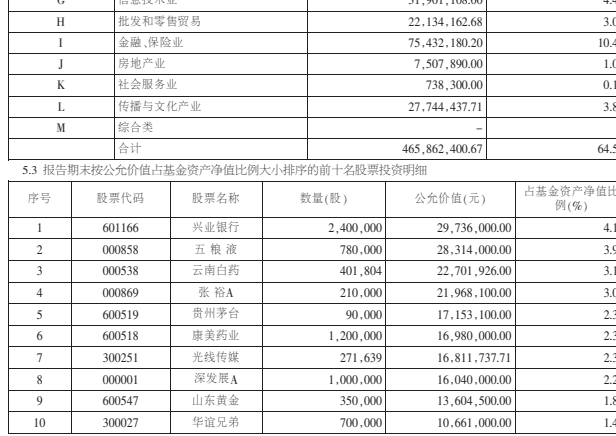 G 信息技术业 31,901,108.00 4.4
H 批发和零售贸易 22,134,162.68 3.0
I 金融、保险业 75,432,180.20 10.4
J 房地产业 7,507,890.00 1.0
K 社会服务业 738,300.00 0.1
L 传播与文化产业 27,744,437.71 3.8
M 综合类 –
合计 465,862,400.67 64.5
5.3 报告期末按公允价值占基金资产净值比例大小排序的前十名股票投资明细
序号 股票代码 股票名称 数量(股) 公允价值(元) 占基金资产净值比
例(%)
1 601166 兴业银行 2,400,000 29,736,000.00 4.1
2 000858 五 粮 液 780,000 28,314,000.00 3.9
3 000538 云南白药 401,804 22,701,926.00 3.1
4 000869 张 裕A 210,000 21,968,100.00 3.0
5 600519 贵州茅台 90,000 17,153,100.00 2.3
6 600518 康美药业 1,200,000 16,980,000.00 2.3
7 300251 光线传媒 271,639 16,811,737.71 2.3
8 000001 深发展A 1,000,000 16,040,000.00 2.2
9 600547 山东黄金 350,000 13,604,500.00 1.8
10 300027 华谊兄弟 700,000 10,661,000.00 1.4